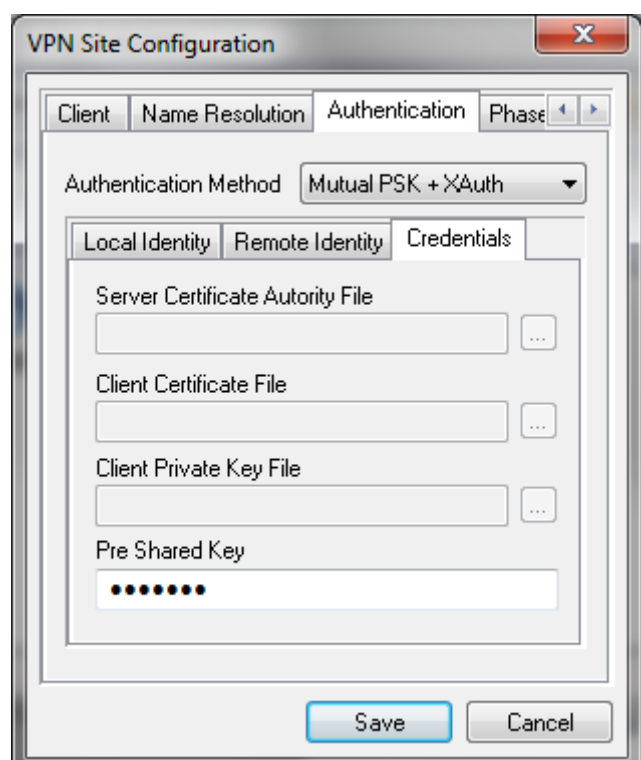 VPN Site Configuration
Client Name Resolution Authentication Phase
Authentication Method Mutual PSK + XAuth
Local Identity Remote Identity Credentials
Server Certificate Autority File
...
Client Certificate File
...
Client Private Key File
...
Pre Shared Key
•••••••
Save Cancel